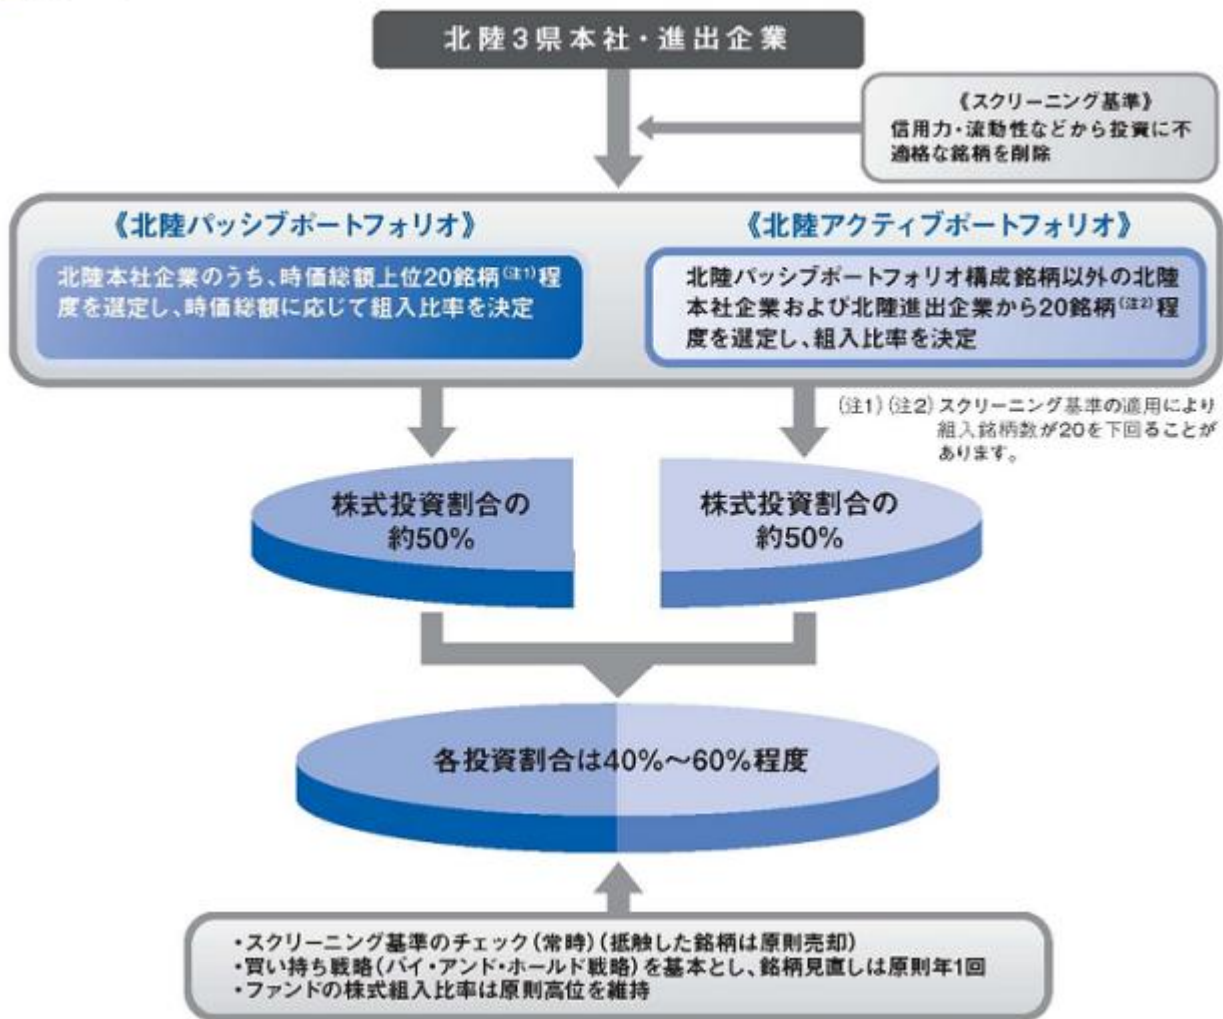 北陸3県本社・進出企業
《スクリーニング基準》
信用力・流動性などから投資に不
適格な銘柄を削除
《北陸パッシブポートフォリオ》
北陸本社企業のうち、時価総額上位20銘柄(注1)程
度を選定し、時価総額に応じて組入比率を決定
《北陸アクティブポートフォリオ》
北陸パッシブポートフォリオ構成銘柄以外の北陸
本社企業および北陸進出企業から20銘柄(注2)程
度を選定し、組入比率を決定
(注1)(注2)スクリーニング基準の適用により
組入銘柄数が20を下回ることが
あります。
株式投資割合の
約50%
株式投資割合の
約50%
各投資割合は40%～60%程度
・スクリーニング基準のチェック(常時)(抵触した銘柄は原則売却)
・買い持ち戦略(バイ・アンド・ホールド戦略)を基本とし、銘柄見直しは原則年1回
・ファンドの株式組入比率は原則高位を維持